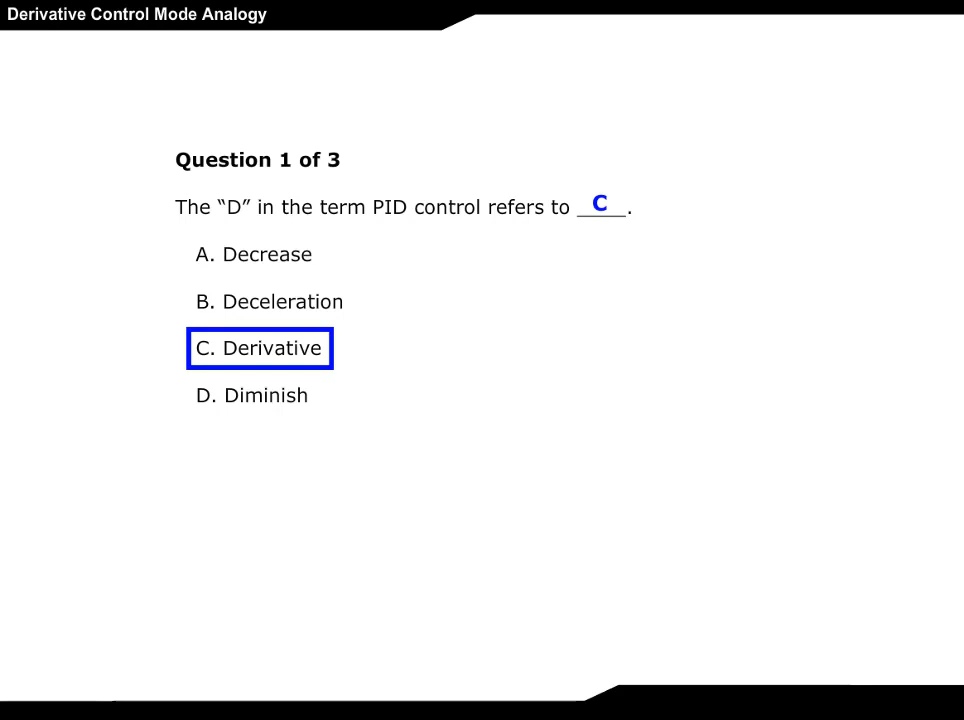 Derivative Control Mode Analogy
Question 1 of 3
The “D” in the term PID control refers to __C__.
A. Decrease
B. Deceleration
C. Derivative
D. Diminish